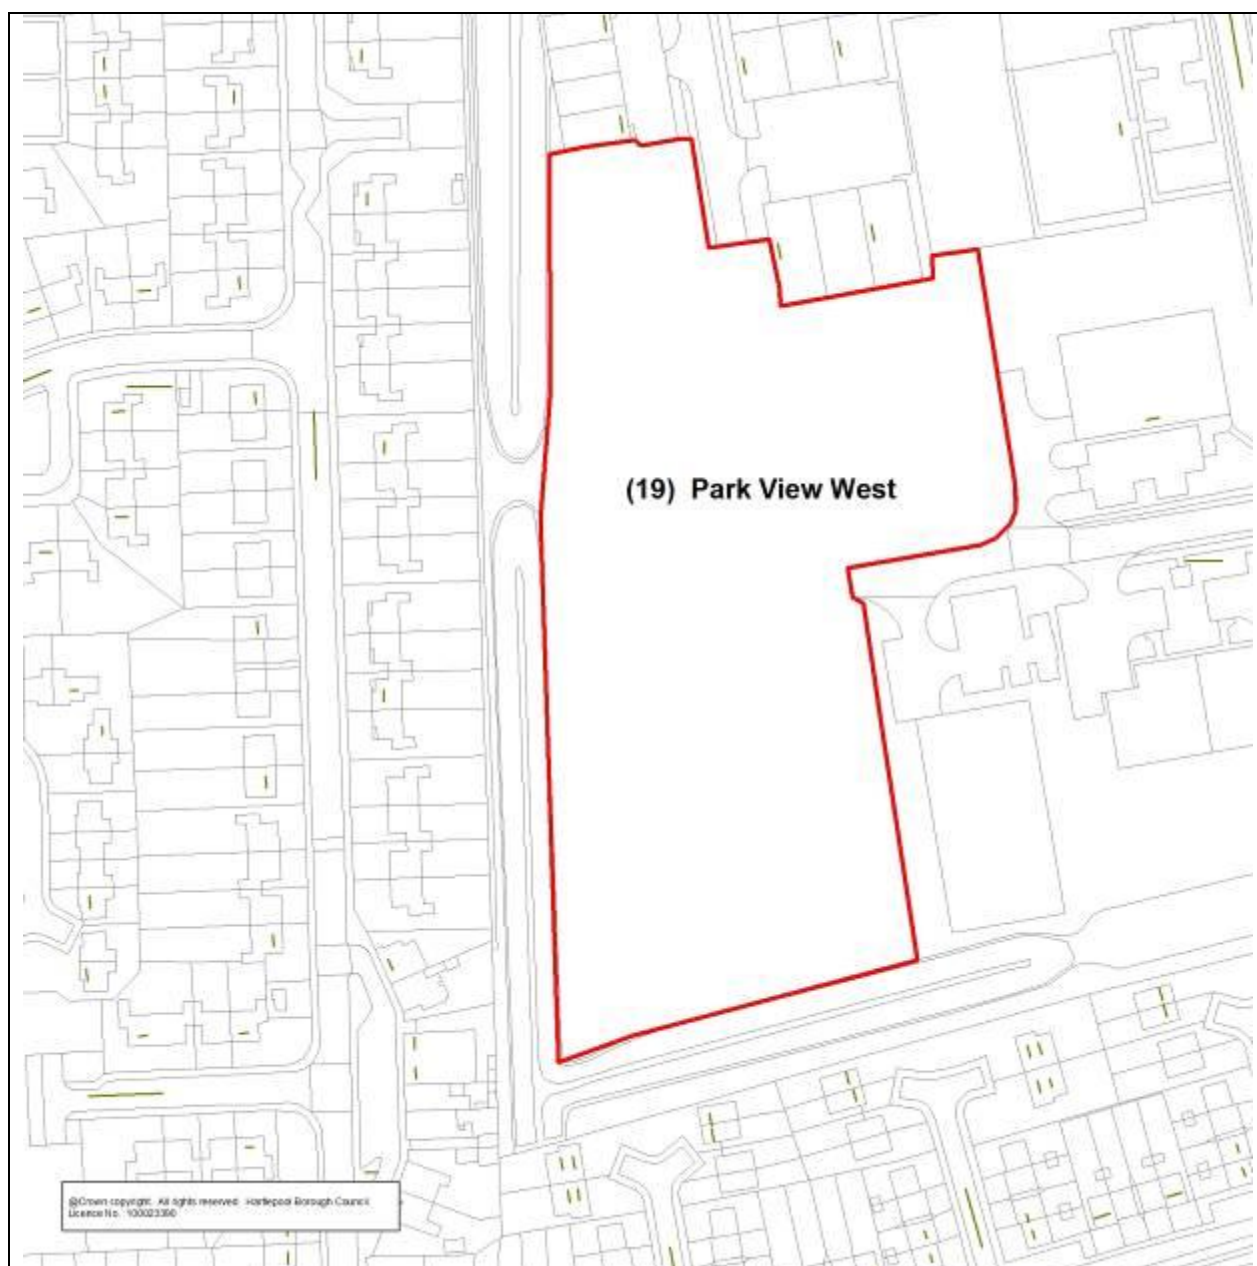 (19) Park View West
@Crown copyright. All rights reserved. Hartlepool Borough Council
Licence No. 100023390